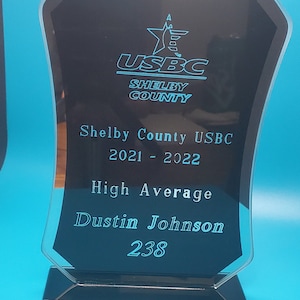 USBC
SHELBY
COUNTY
Shelby County USBC
2021 - 2022
High Average
Dustin Johnson
238